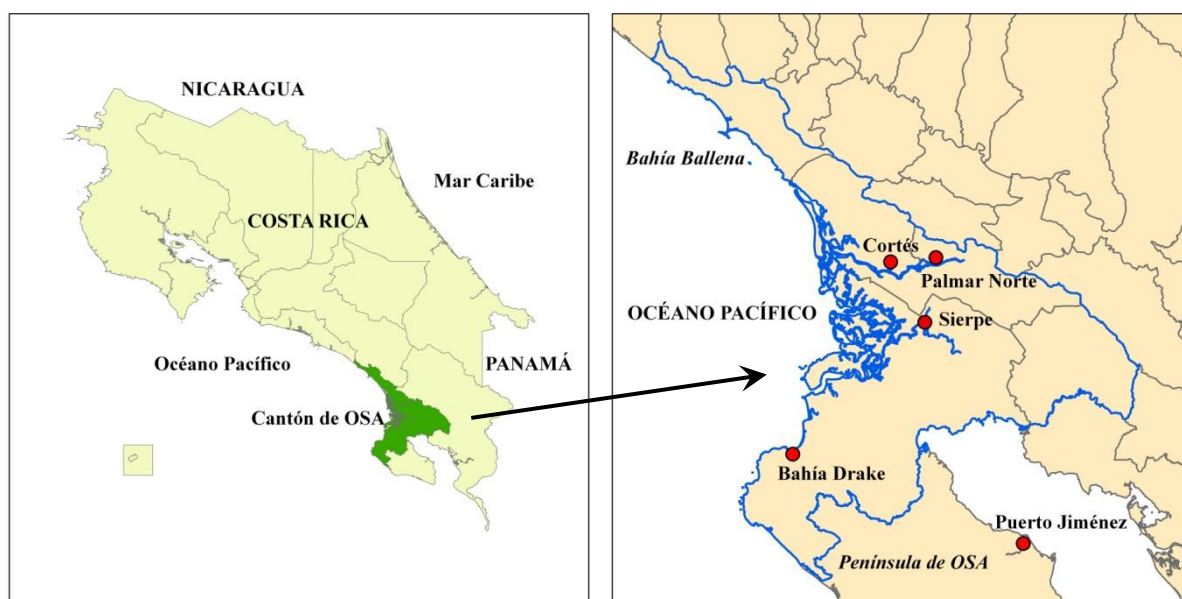 NICARAGUA
Mar Caribe
COSTA RICA
Océano Pacífico
PANAMÁ
Cantón de OSA
Bahía Ballena
Cortés
Palmar Norte
OCÉANO PACÍFICO
Sierpe
Bahía Drake
Puerto Jiménez
Península de OSA